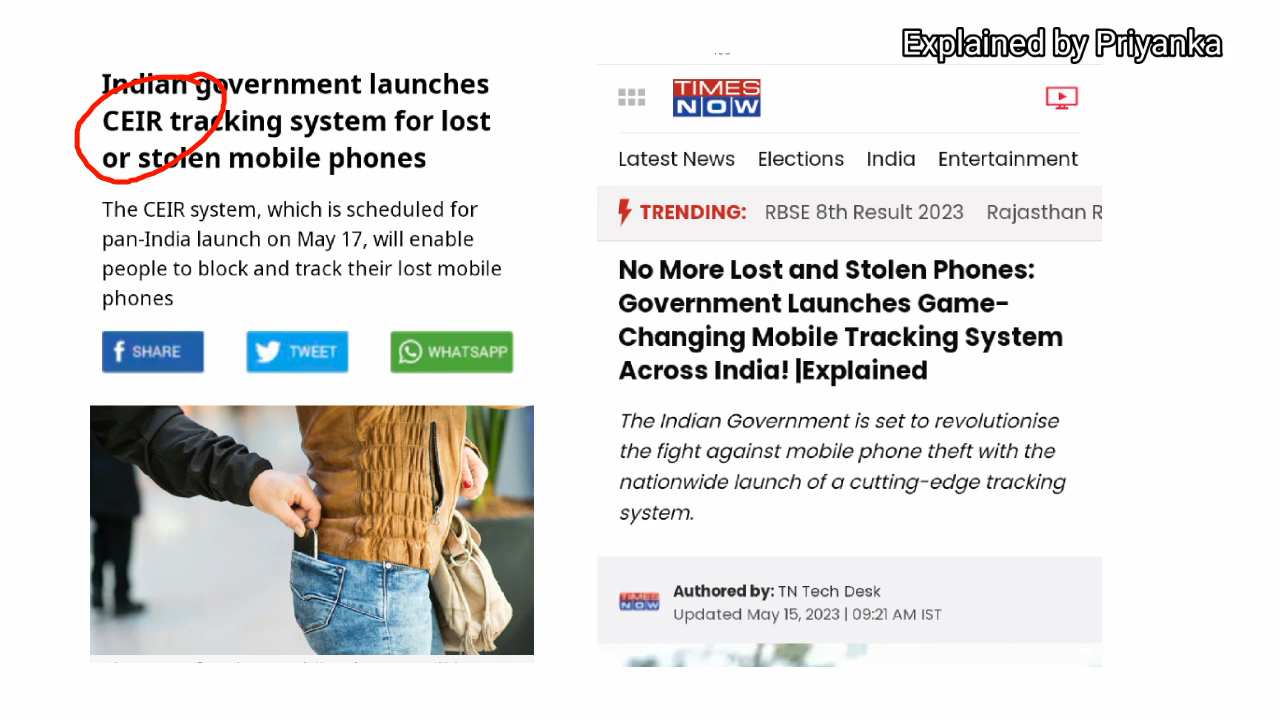 Explained by Priyanka
Indian government launches
CEIR tracking system for lost
or stolen mobile phones
The CEIR system, which is scheduled for
pan-India launch on May 17, will enable
people to block and track their lost mobile
phones
SHARE
TWEET
WHATSAPP
TIMES
NOW
Latest News Elections India Entertainment
TRENDING: RBSE 8th Result 2023 Rajasthan R
No More Lost and Stolen Phones:
Government Launches Game-
Changing Mobile Tracking System
Across India! |Explained
The Indian Government is set to revolutionise
the fight against mobile phone theft with the
nationwide launch of a cutting-edge tracking
system.
TIMES
NOW
Authored by: TN Tech Desk
Updated May 15, 2023 | 09:21 AM IST